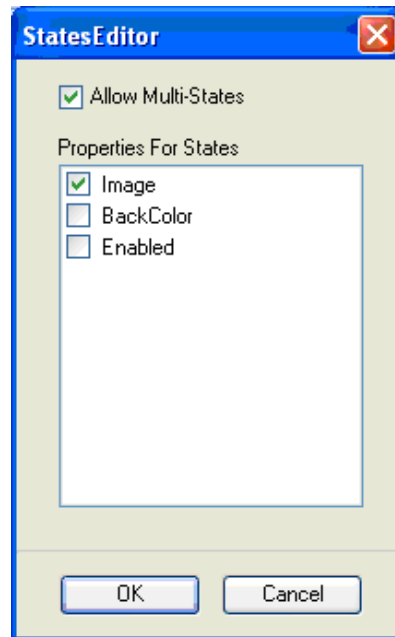 StatesEditor
Allow Multi-States
Properties For States
Image
BackColor
Enabled
OK Cancel